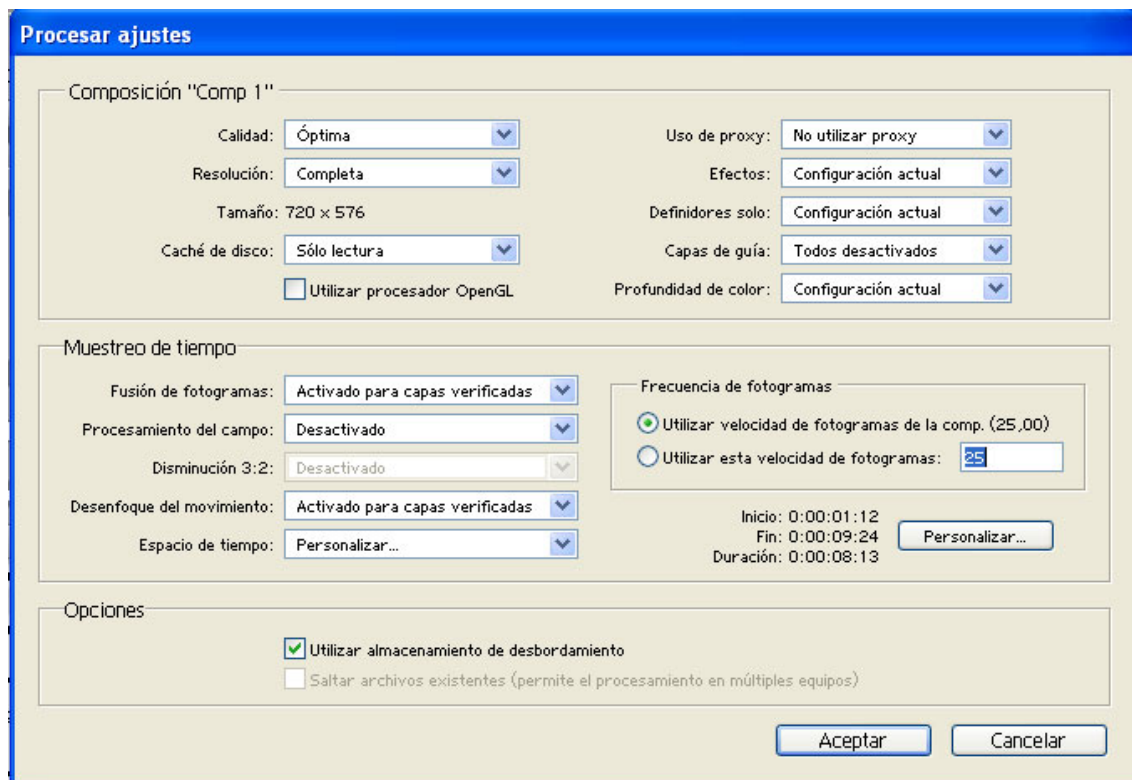 Procesar ajustes
Composición "Comp 1"
Calidad: Óptima
Uso de proxy: No utilizar proxy
Resolución: Completa
Efectos: Configuración actual
Tamaño: 720 x 576
Definidores solo: Configuración actual
Caché de disco: Sólo lectura
Capas de guía: Todos desactivados
Utilizar procesador OpenGL
Profundidad de color: Configuración actual
Muestreo de tiempo
Fusión de fotogramas: Activado para capas verificadas
Procesamiento del campo: Desactivado
Disminución 3:2: Desactivado
Desenfoque del movimiento: Activado para capas verificadas
Espacio de tiempo: Personalizar...
Frecuencia de fotogramas
Utilizar velocidad de fotogramas de la comp. (25,00)
Utilizar esta velocidad de fotogramas: 25
Inicio: 0:00:01:12
Fin: 0:00:09:24
Duración: 0:00:08:13
Personalizar...
Opciones
Utilizar almacenamiento de desbordamiento
Saltar archivos existentes (permite el procesamiento en múltiples equipos)
Aceptar
Cancelar